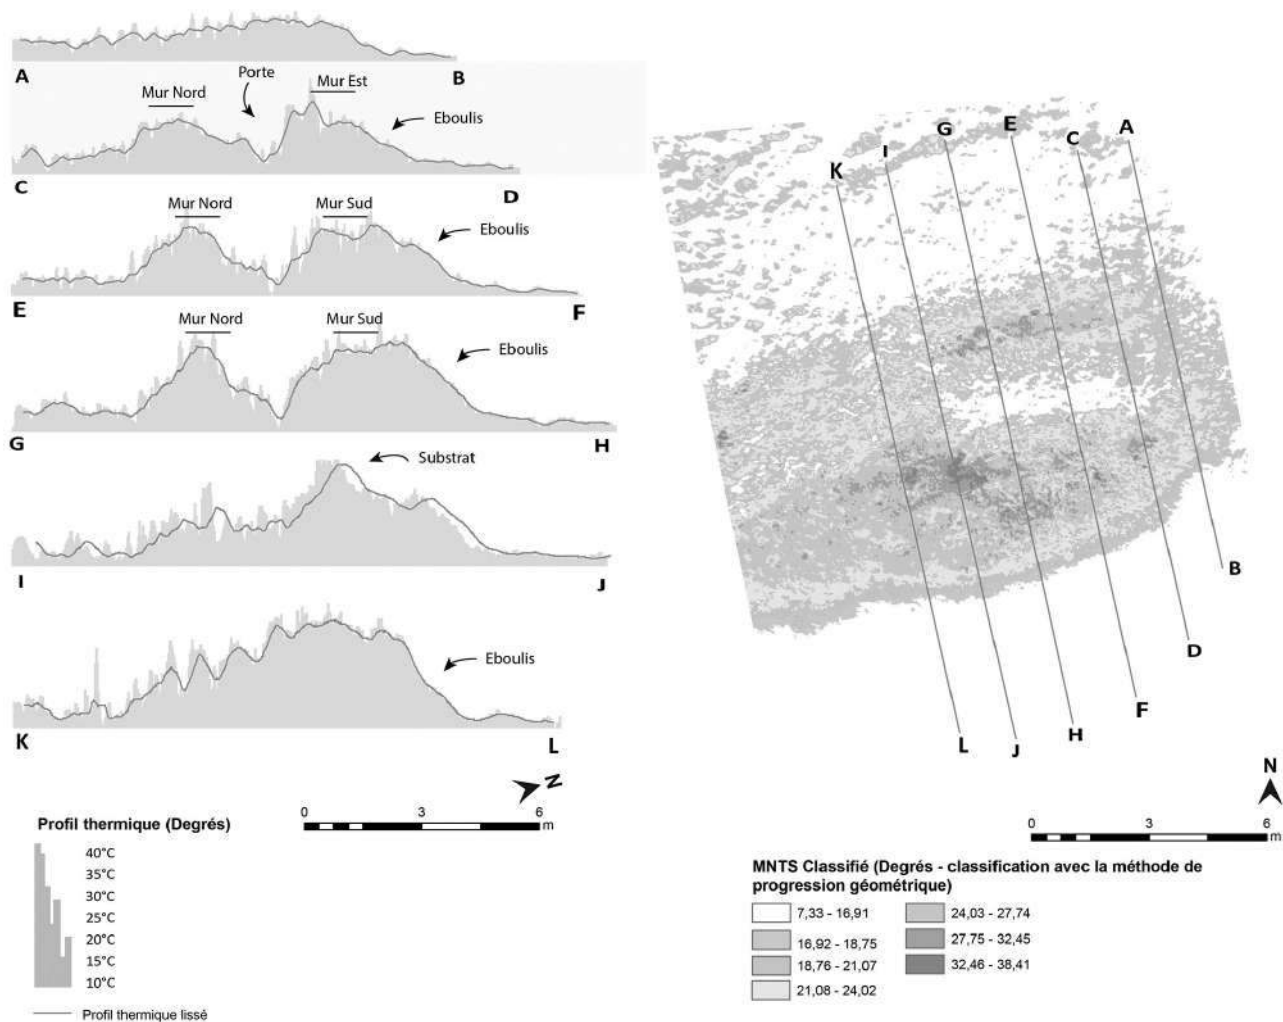 A
B
Porte
Mur Nord
Mur Est
Eboulis
C
D
Mur Nord
Mur Sud
Eboulis
E
F
Mur Nord
Mur Sud
Eboulis
G
H
Substrat
I
J
Eboulis
K
L
N
0 3 6
m
Profil thermique (Degrés)
40°C
35°C
30°C
25°C
20°C
15°C
10°C
Profil thermique lissé
K
I
G
E
C
A
B
D
F
H
J
L
N
0 3 6
m
MNTS Classifié (Degrés - classification avec la méthode de
progression géométrique)
7,33 - 16,91
16,92 - 18,75
18,76 - 21,07
21,08 - 24,02
24,03 - 27,74
27,75 - 32,45
32,46 - 38,41